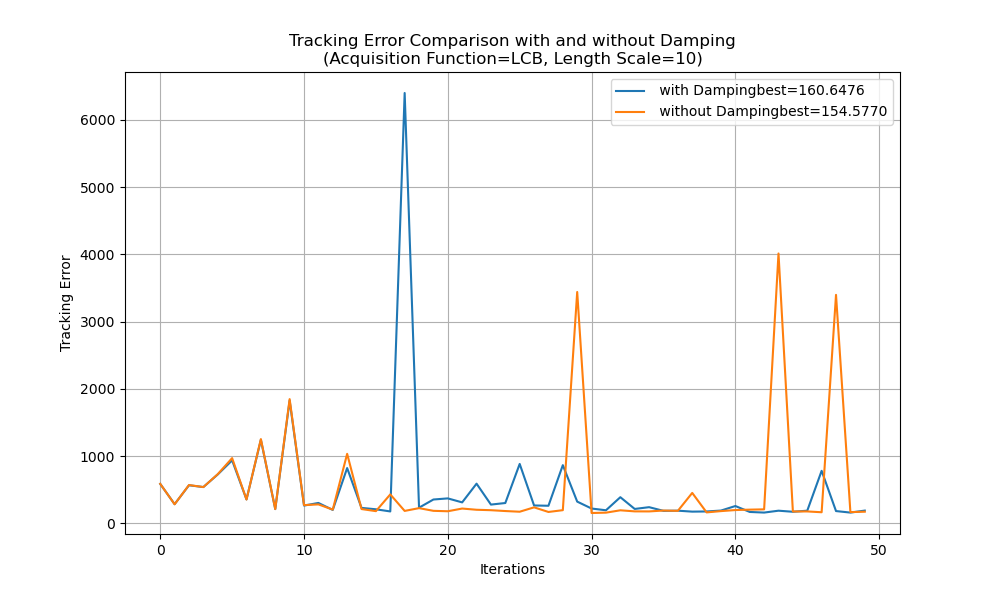 Tracking Error Comparison with and without Damping
(Acquisition Function=LCB, Length Scale=10)
with Dampingbest=160.6476
without Dampingbest=154.5770
Tracking Error
6000
5000
4000
3000
2000
1000
0
0 10 20 30 40 50
Iterations